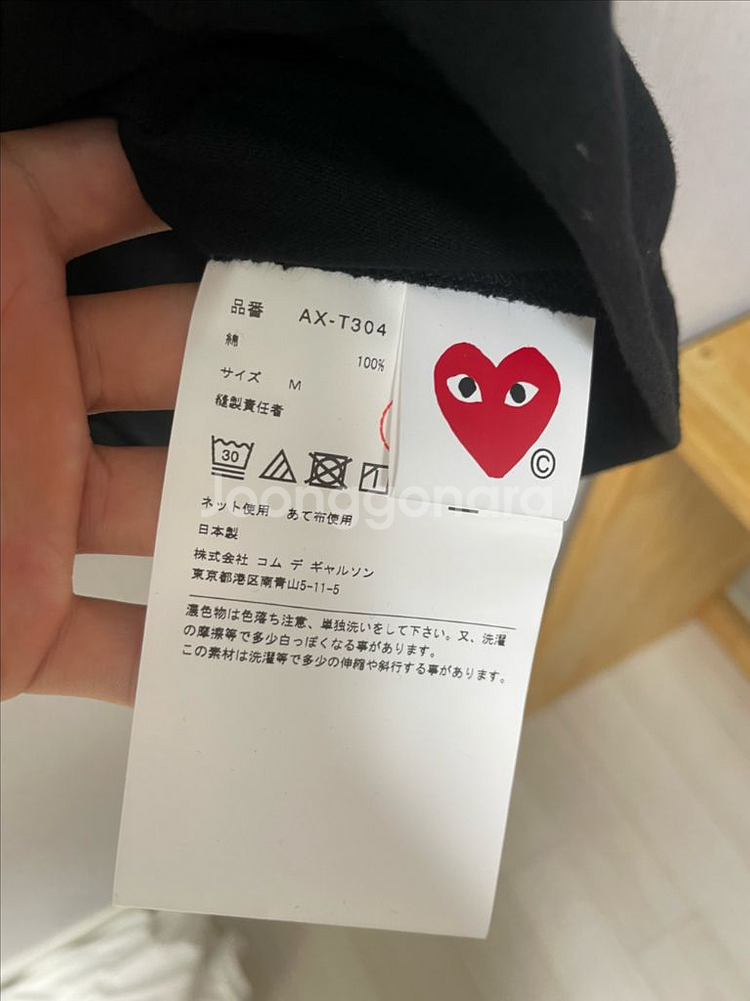 品番 AX-T304
綿 100%
サイズ M
縫製責任者
30
©
Joonggonara
ネット使用 あて布使用
日本製
株式会社 コム デ ギャルソン
東京都港区南青山5-11-5
濃色物は色落ち注意、単独洗いをして下さい。又、洗濯
の摩擦等で多少白っぽくなる事があります。
この素材は洗濯等で多少の伸縮や斜行する事があります。